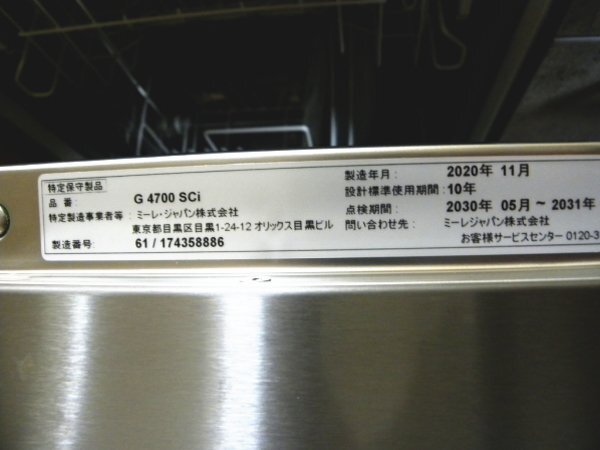 特定保守製品
品番： G 4700 SCi
特定製造事業者等：ミーレ・ジャパン株式会社
東京都目黒区目黒1-24-12 オリックス目黒ビル
製造番号： 61 / 174358886
製造年月： 2020年 11月
設計標準使用期間：10年
点検期間： 2030年 05月 ～ 2031年
問い合わせ先： ミーレジャパン株式会
お客様サービスセンター 0120-3